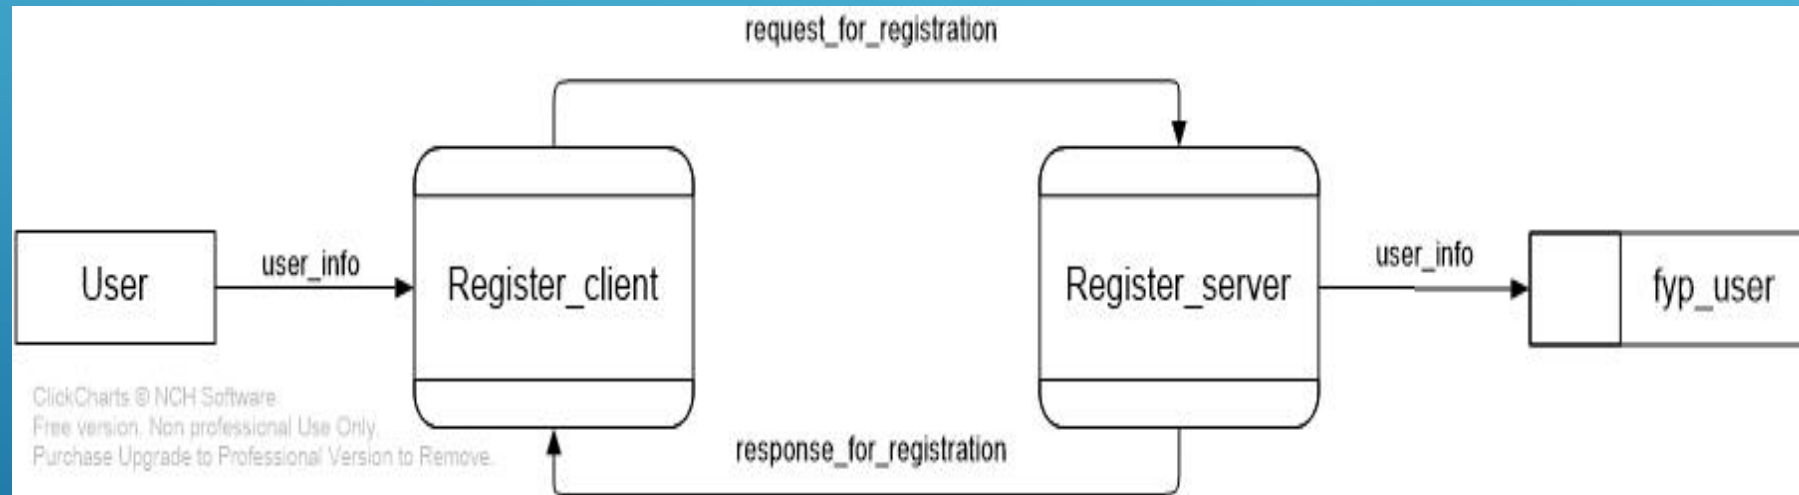 request_for_registration
User
user_info
Register_client
Register_server
user_info
fyp_user
ClickCharts © NCH Software
Free version. Non professional Use Only.
Purchase Upgrade to Professional Version to Remove.
response_for_registration